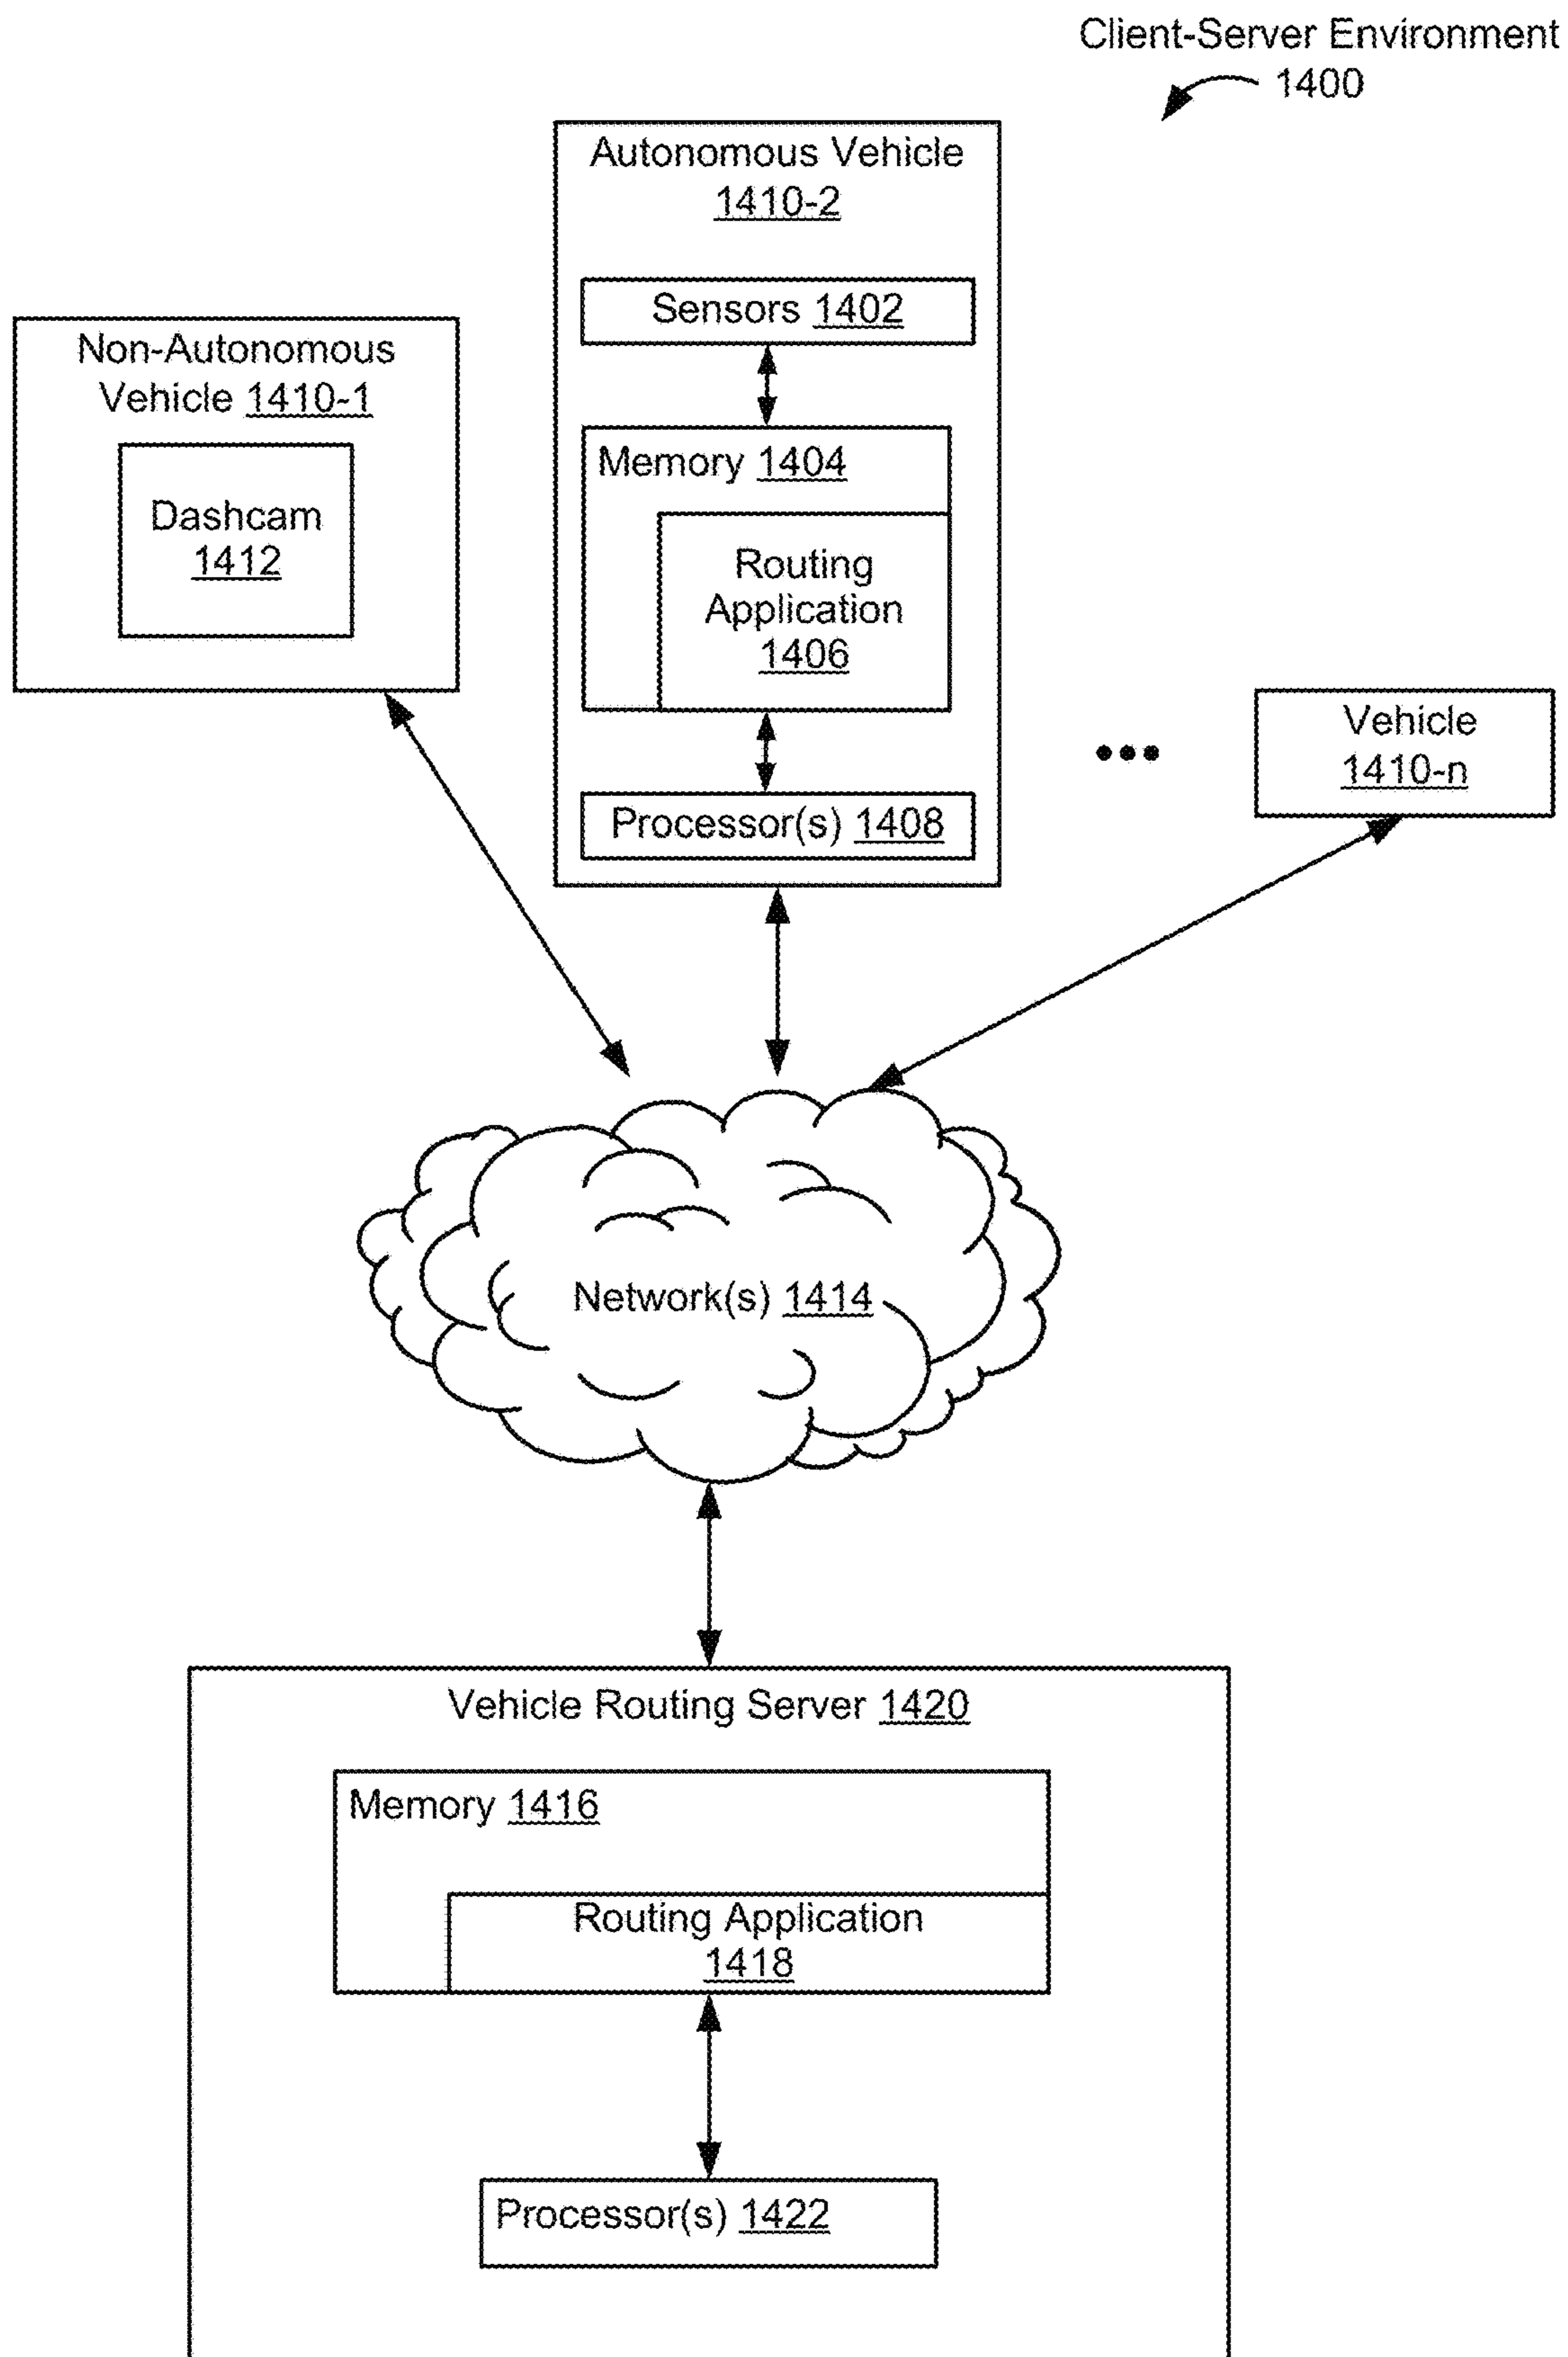 Client-Server Environment
1400
Autonomous Vehicle
1410-2
Sensors 1402
Memory 1404
Routing
Application
1406
Processor(s) 1408
Non-Autonomous
Vehicle 1410-1
Dashcam
1412
Vehicle
1410-n
Network(s) 1414
Vehicle Routing Server 1420
Memory 1416
Routing Application
1418
Processor(s) 1422